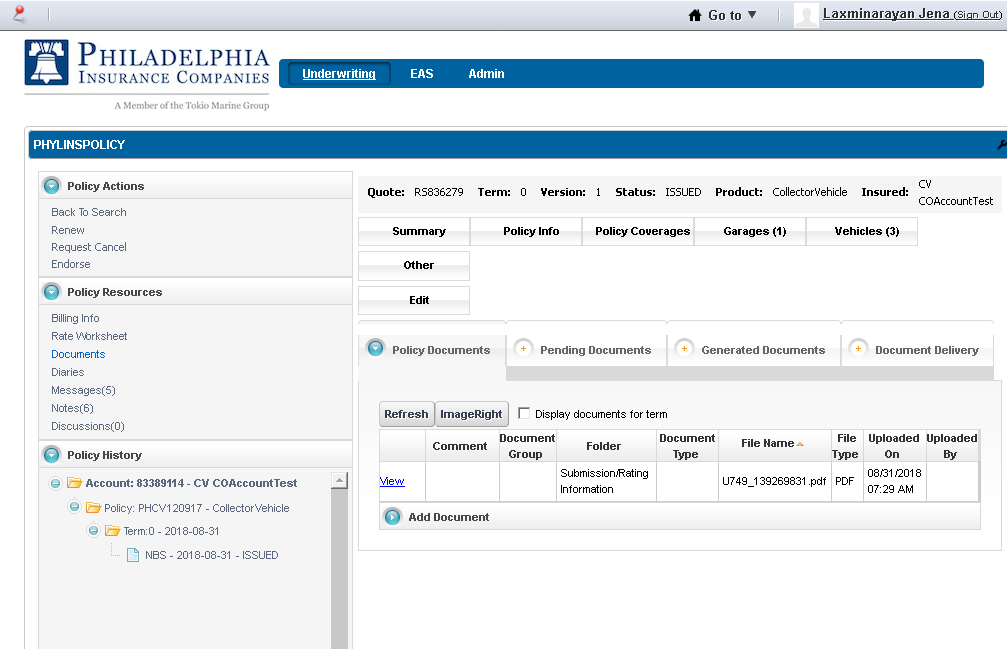 Go to ▼
Laxminarayan Jena (Sign Out)
PHILADELPHIA
INSURANCE COMPANIES
A Member of the Tokio Marine Group
Underwriting EAS Admin
PHYLINSPOLICY
Policy Actions
Back To Search
Renew
Request Cancel
Endorse
Policy Resources
Billing Info
Rate Worksheet
Documents
Diaries
Messages(5)
Notes(6)
Discussions(0)
Policy History
Account: 83389114 - CV COAccountTest
Policy: PHCV120917 - CollectorVehicle
Term:0 - 2018-08-31
NBS - 2018-08-31 - ISSUED
Quote: RS836279 Term: 0 Version: 1 Status: ISSUED Product: CollectorVehicle Insured: CV COAccountTest
Summary Policy Info Policy Coverages Garages (1) Vehicles (3)
Other
Edit
Policy Documents Pending Documents Generated Documents Document Delivery
Refresh ImageRight Display documents for term
Comment Document Group Folder Document Type File Name File Type Uploaded On Uploaded By
View Submission/Rating Information U749_139269831.pdf PDF 08/31/2018 07:29 AM
Add Document